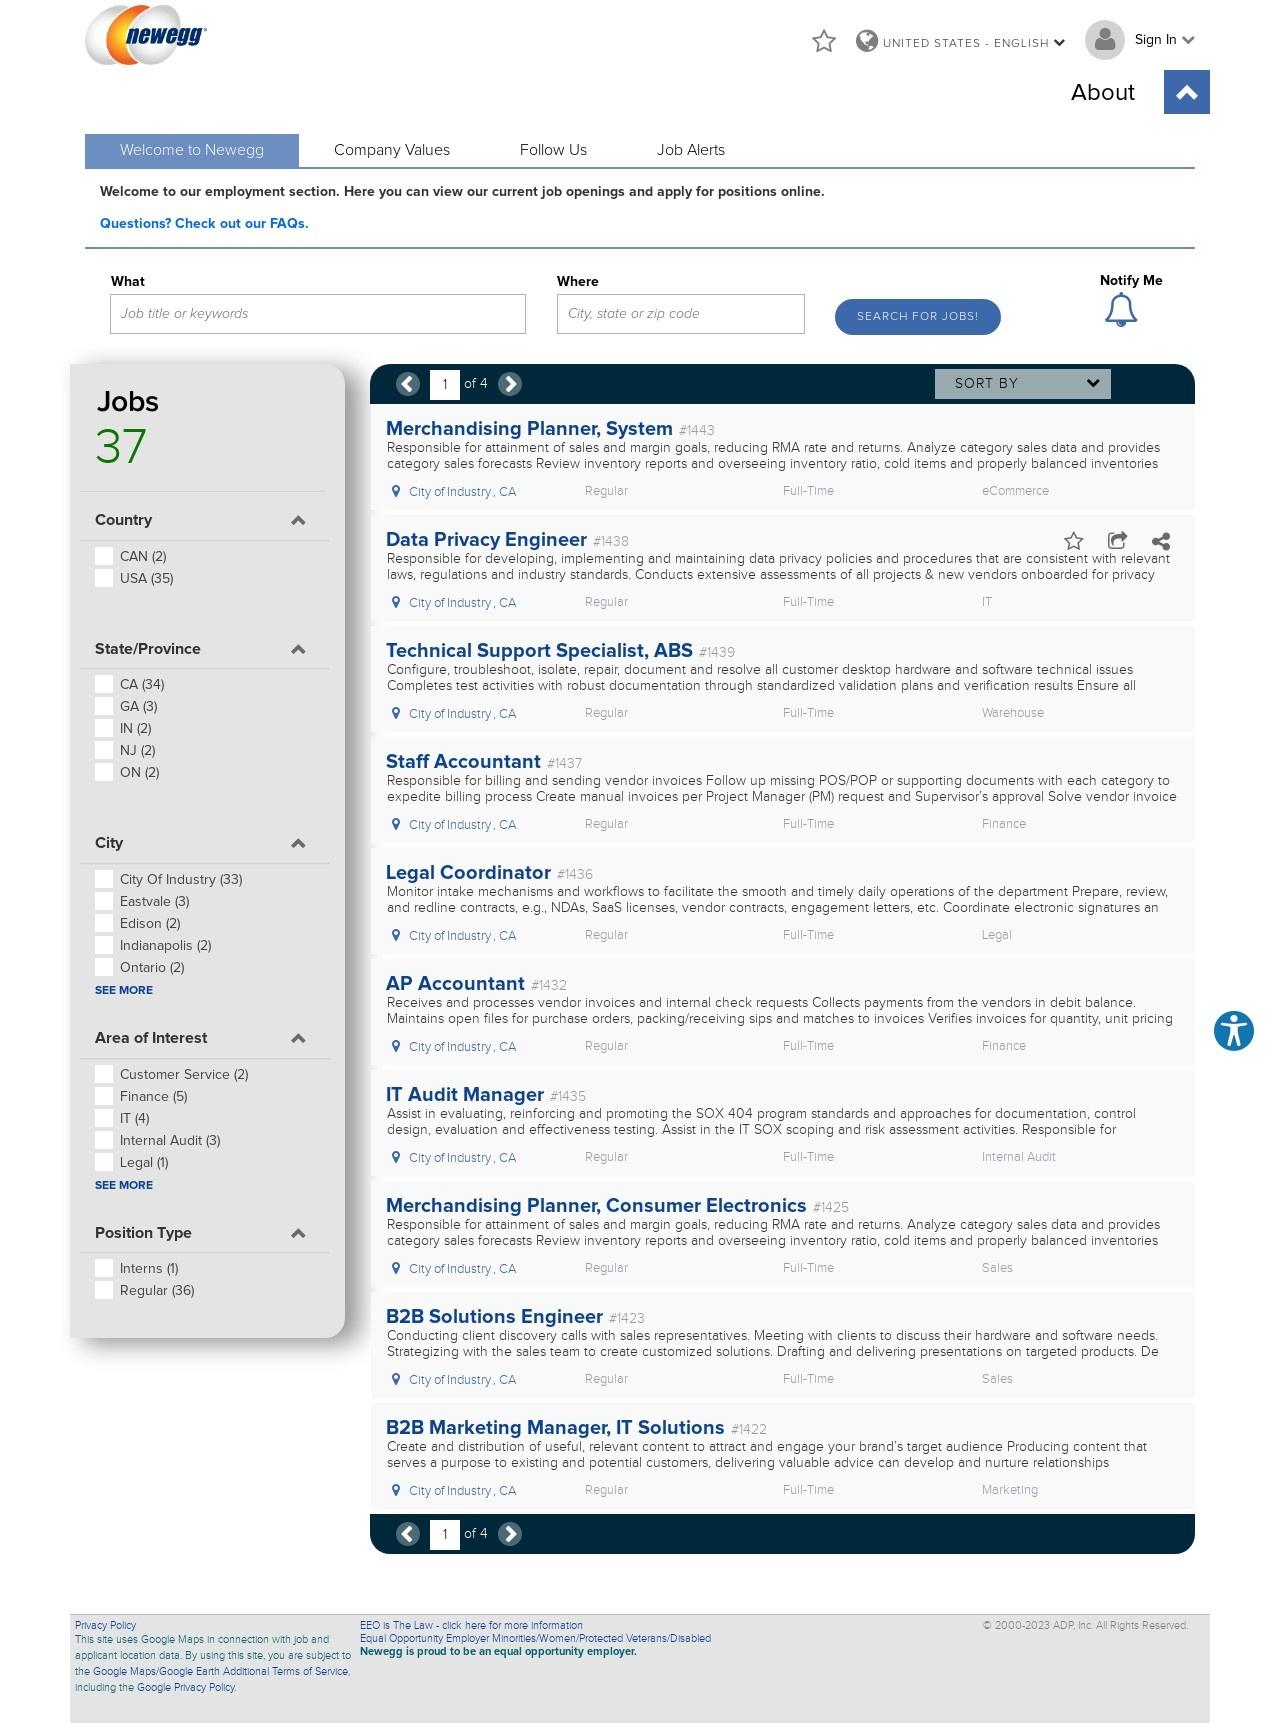 newegg
UNITED STATES - ENGLISH
Sign In
About
Welcome to Newegg
Company Values
Follow Us
Job Alerts
Welcome to our employment section. Here you can view our current job openings and apply for positions online.
Questions? Check out our FAQs.
What
Where
Notify Me
Job title or keywords
City, state or zip code
SEARCH FOR JOBS!
Jobs
37
Country
CAN (2)
USA (35)
State/Province
CA (34)
GA (3)
IN (2)
NJ (2)
ON (2)
City
City Of Industry (33)
Eastvale (3)
Edison (2)
Indianapolis (2)
Ontario (2)
SEE MORE
Area of Interest
Customer Service (2)
Finance (5)
IT (4)
Internal Audit (3)
Legal (1)
SEE MORE
Position Type
Interns (1)
Regular (36)
1 of 4
SORT BY
Merchandising Planner, System #1443
Responsible for attainment of sales and margin goals, reducing RMA rate and returns. Analyze category sales data and provides
category sales forecasts Review inventory reports and overseeing inventory ratio, cold items and properly balanced inventories
City of Industry , CA Regular Full-Time eCommerce
Data Privacy Engineer #1438
Responsible for developing, implementing and maintaining data privacy policies and procedures that are consistent with relevant
laws, regulations and industry standards. Conducts extensive assessments of all projects & new vendors onboarded for privacy
City of Industry , CA Regular Full-Time IT
Technical Support Specialist, ABS #1439
Configure, troubleshoot, isolate, repair, document and resolve all customer desktop hardware and software technical issues
Completes test activities with robust documentation through standardized validation plans and verification results Ensure all
City of Industry , CA Regular Full-Time Warehouse
Staff Accountant #1437
Responsible for billing and sending vendor invoices Follow up missing POS/POP or supporting documents with each category to
expedite billing process Create manual invoices per Project Manager (PM) request and Supervisor's approval Solve vendor invoice
City of Industry , CA Regular Full-Time Finance
Legal Coordinator #1436
Monitor intake mechanisms and workflows to facilitate the smooth and timely daily operations of the department Prepare, review,
and redline contracts, e.g., NDAs, SaaS licenses, vendor contracts, engagement letters, etc. Coordinate electronic signatures an
City of Industry , CA Regular Full-Time Legal
AP Accountant #1432
Receives and processes vendor invoices and internal check requests Collects payments from the vendors in debit balance.
Maintains open files for purchase orders, packing/receiving sips and matches to invoices Verifies invoices for quantity, unit pricing
City of Industry , CA Regular Full-Time Finance
IT Audit Manager #1435
Assist in evaluating, reinforcing and promoting the SOX 404 program standards and approaches for documentation, control
design, evaluation and effectiveness testing. Assist in the IT SOX scoping and risk assessment activities. Responsible for
City of Industry , CA Regular Full-Time Internal Audit
Merchandising Planner, Consumer Electronics #1425
Responsible for attainment of sales and margin goals, reducing RMA rate and returns. Analyze category sales data and provides
category sales forecasts Review inventory reports and overseeing inventory ratio, cold items and properly balanced inventories
City of Industry , CA Regular Full-Time Sales
B2B Solutions Engineer #1423
Conducting client discovery calls with sales representatives. Meeting with clients to discuss their hardware and software needs.
Strategizing with the sales team to create customized solutions. Drafting and delivering presentations on targeted products. De
City of Industry , CA Regular Full-Time Sales
B2B Marketing Manager, IT Solutions #1422
Create and distribution of useful, relevant content to attract and engage your brand's target audience Producing content that
serves a purpose to existing and potential customers, delivering valuable advice can develop and nurture relationships
City of Industry , CA Regular Full-Time Marketing
1 of 4
Privacy Policy
This site uses Google Maps in connection with job and
applicant location data. By using this site, you are subject to
the Google Maps/Google Earth Additional Terms of Service,
including the Google Privacy Policy.
EEO is The Law - click here for more information
Equal Opportunity Employer Minorities/Women/Protected Veterans/Disabled
Newegg is proud to be an equal opportunity employer.
© 2000-2023 ADP, Inc. All Rights Reserved.